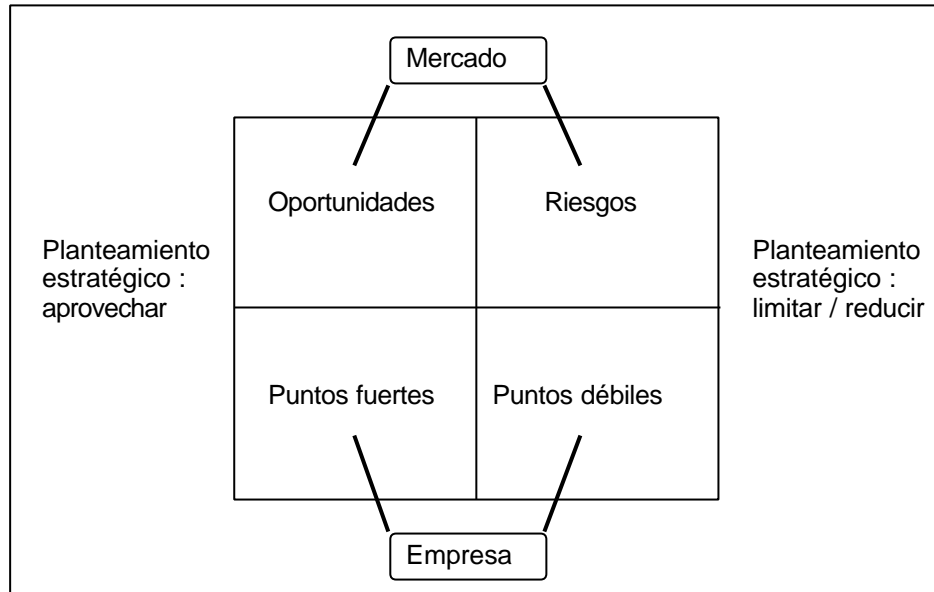 Mercado
Oportunidades
Riesgos
Planteamiento
estratégico :
aprovechar
Planteamiento
estratégico :
limitar / reducir
Puntos fuertes
Puntos débiles
Empresa